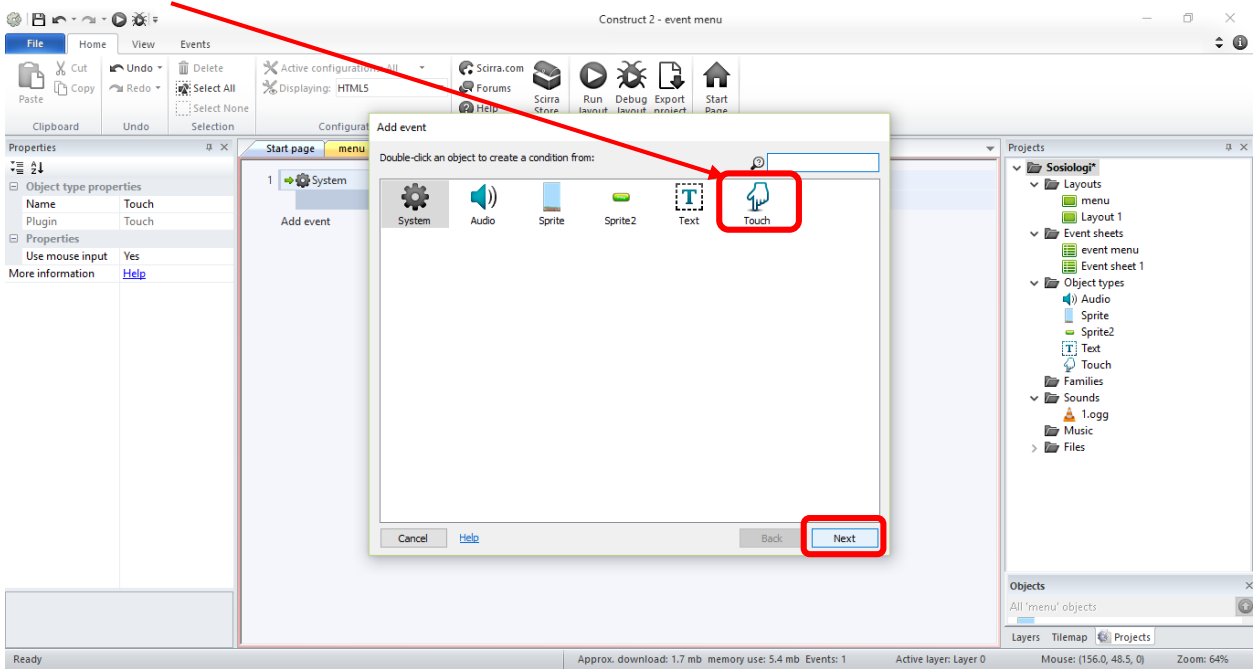 Construct 2 - event menu
File Home View Events
Cut
Copy
Paste
Clipboard
Undo
Redo
Undo
Delete
Select All
Select None
Selection
Active configuration: All
Displaying: HTML5
Configurat
Scirra.com
Forums
Help
Scirra
Store
Run
layout
Debug
layout
Export
project
Start
Page
Properties
Object type properties
Name Touch
Plugin Touch
Properties
Use mouse input Yes
More information Help
Start page menu
1 System
Add event
Add event
Double-click an object to create a condition from:
System Audio Sprite Sprite2 Text Touch
Cancel Help Back Next
Projects
Sosiologi*
Layouts
menu
Layout 1
Event sheets
event menu
Event sheet 1
Object types
Audio
Sprite
Sprite2
Text
Touch
Families
Sounds
1.ogg
Music
Files
Objects
All 'menu' objects
Layers Tilemap Projects
Ready Approx. download: 1.7 mb memory use: 5.4 mb Events: 1 Active layer: Layer 0 Mouse: (156.0, 48.5, 0) Zoom: 64%